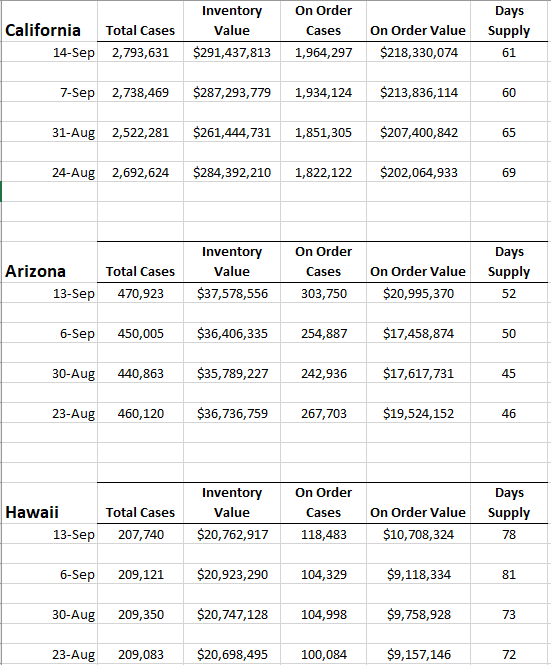 Inventory On Order Days
California Total Cases Value Cases On Order Value Supply
14-Sep 2,793,631 $291,437,813 1,964,297 $218,330,074 61
7-Sep 2,738,469 $287,293,779 1,934,124 $213,836,114 60
31-Aug 2,522,281 $261,444,731 1,851,305 $207,400,842 65
24-Aug 2,692,624 $284,392,210 1,822,122 $202,064,933 69
Inventory On Order Days
Arizona Total Cases Value Cases On Order Value Supply
13-Sep 470,923 $37,578,556 303,750 $20,995,370 52
6-Sep 450,005 $36,406,335 254,887 $17,458,874 50
30-Aug 440,863 $35,789,227 242,936 $17,617,731 45
23-Aug 460,120 $36,736,759 267,703 $19,524,152 46
Inventory On Order Days
Hawaii Total Cases Value Cases On Order Value Supply
13-Sep 207,740 $20,762,917 118,483 $10,708,324 78
6-Sep 209,121 $20,923,290 104,329 $9,118,334 81
30-Aug 209,350 $20,747,128 104,998 $9,758,928 73
23-Aug 209,083 $20,698,495 100,084 $9,157,146 72